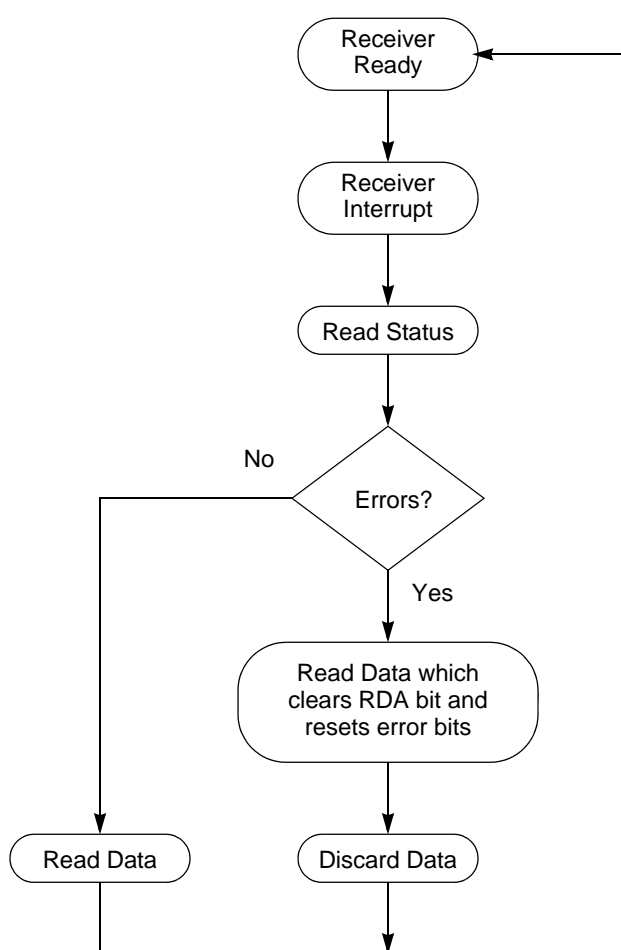 Receiver
Ready
Receiver
Interrupt
Read Status
No
Errors?
Yes
Read Data which
clears RDA bit and
resets error bits
Read Data
Discard Data